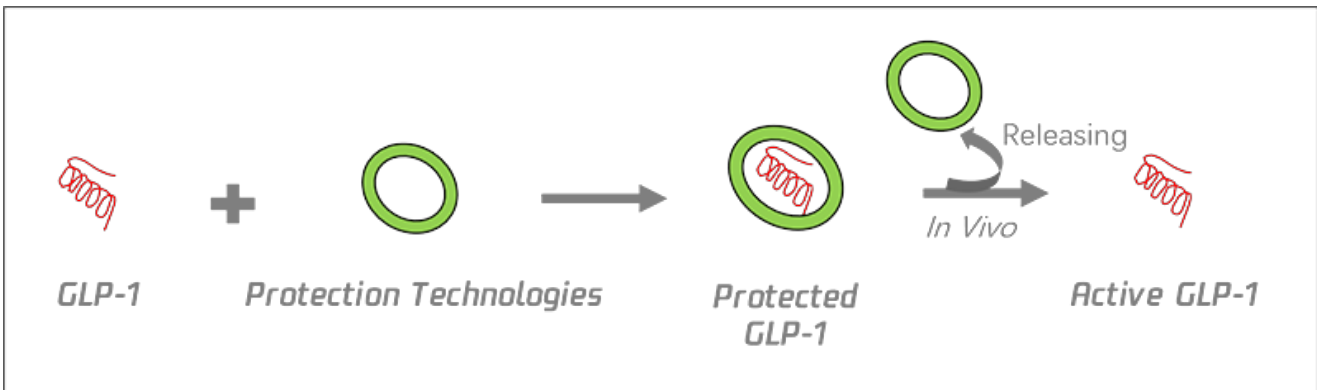 Releasing
In Vivo
GLP-1
Protection Technologies
Protected
GLP-1
Active GLP-1